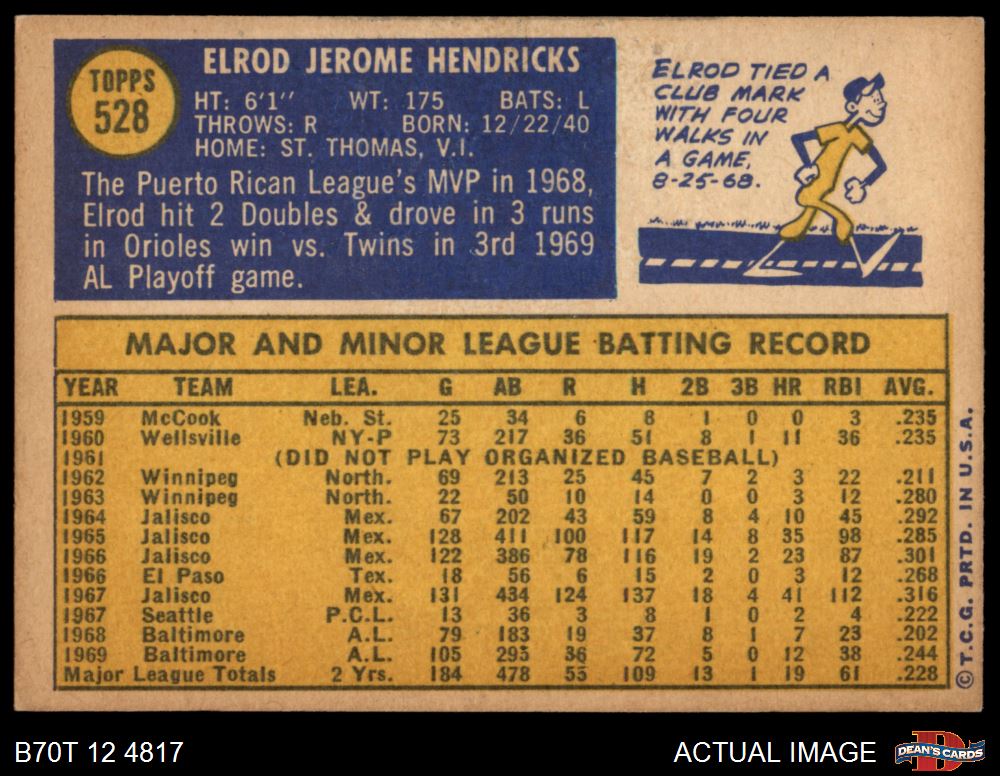 TOPPS
528
ELROD JEROME HENDRICKS
HT: 6'1" WT: 175 BATS: L
THROWS: R BORN: 12/22/40
HOME: ST. THOMAS, V.I.
The Puerto Rican League's MVP in 1968,
Elrod hit 2 Doubles & drove in 3 runs
in Orioles win vs. Twins in 3rd 1969
AL Playoff game.
ELROD TIED A
CLUB MARK
WITH FOUR
WALKS IN
A GAME,
8-25-68.
MAJOR AND MINOR LEAGUE BATTING RECORD
YEAR TEAM LEA. G AB R H 2B 3B HR RBI AVG.
1959 McCook Neb. St. 25 34 6 8 1 0 0 3 .235
1960 Wellsville NY-P 73 217 36 51 8 1 11 36 .235
1961 (DID NOT PLAY ORGANIZED BASEBALL)
1962 Winnipeg North. 69 213 25 45 7 2 3 22 .211
1963 Winnipeg North. 22 50 10 14 0 0 3 12 .280
1964 Jalisco Mex. 67 202 43 59 8 4 10 45 .292
1965 Jalisco Mex. 128 411 100 117 14 8 35 98 .285
1966 Jalisco Mex. 122 386 78 116 19 2 23 87 .301
1966 El Paso Tex. 18 56 6 15 2 0 3 12 .268
1967 Jalisco Mex. 131 434 124 137 18 4 41 112 .316
1967 Seattle P.C.L. 13 36 3 8 1 0 2 4 .222
1968 Baltimore A.L. 79 183 19 37 8 1 7 23 .202
1969 Baltimore A.L. 105 295 36 72 5 0 12 38 .244
Major League Totals 2 Yrs. 184 478 55 109 13 1 19 61 .228
© T.C.G. PRTD. IN U.S.A.
B70T 12 4817
ACTUAL IMAGE
DEAN'S CARDS